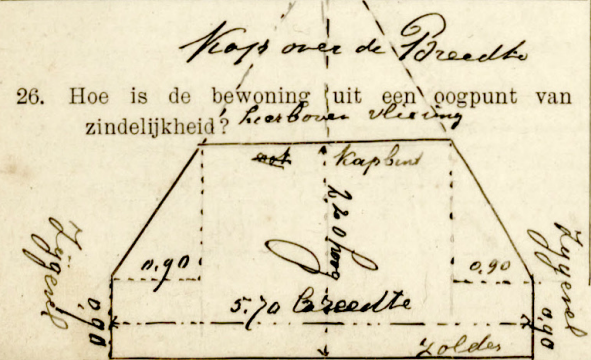 Kap over de Breedte
26. Hoe is de bewoning uit een oogpunt van
zindelijkheid? hierboven vliering
Kapbint
2,20 hoog
0,90
0,90
Zijgevel
Zijgevel
0,90
0,90
5.70 breedte
zolder